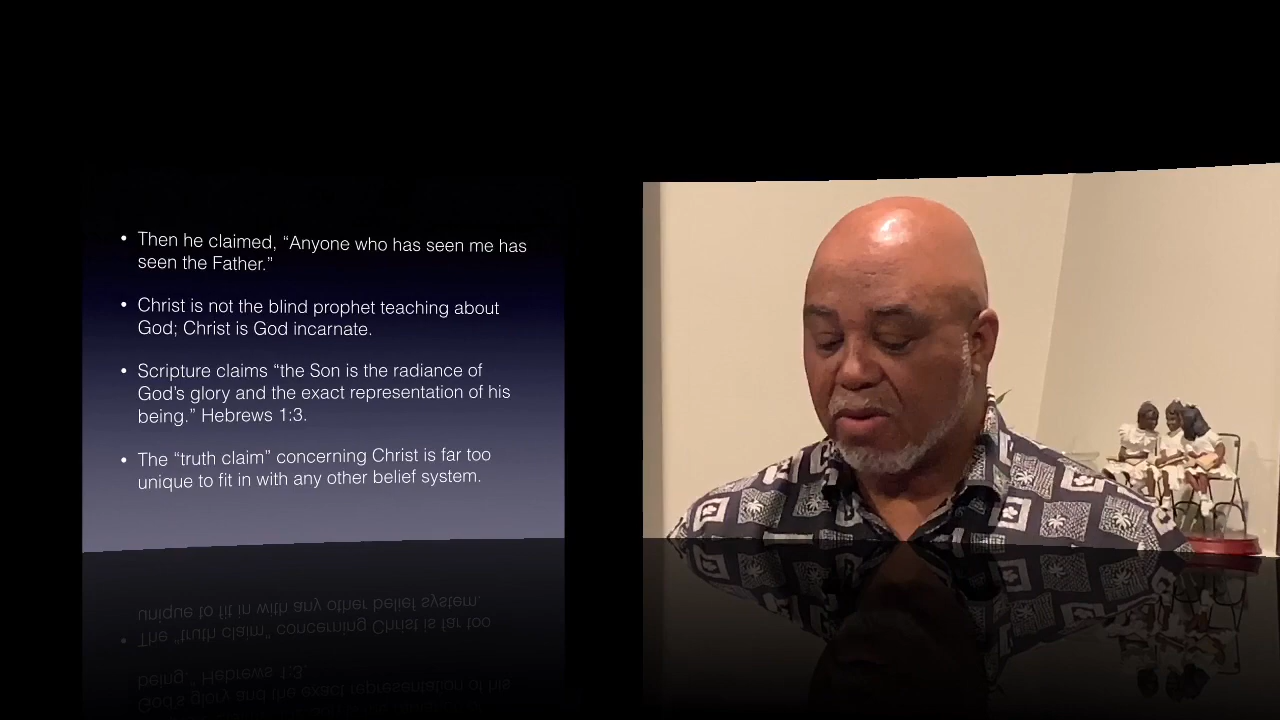 • Then he claimed, “Anyone who has seen me has
seen the Father.”
• Christ is not the blind prophet teaching about
God; Christ is God incarnate.
• Scripture claims “the Son is the radiance of
God’s glory and the exact representation of his
being.” Hebrews 1:3.
• The “truth claim” concerning Christ is far too
unique to fit in with any other belief system.